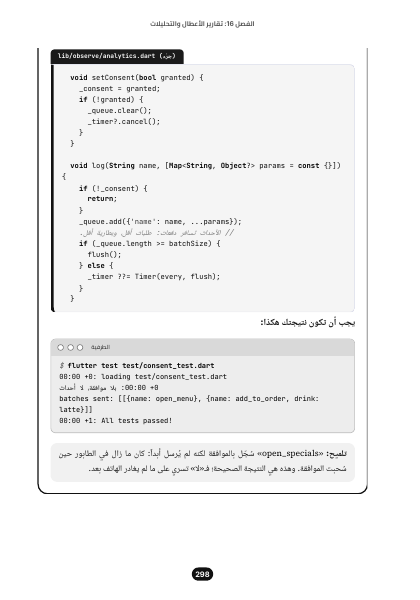 الفصل 16: تقارير الأعطال والتحليلات
lib/observe/analytics.dart (جزء)
void setConsent(bool granted) {
_consent = granted;
if (!granted) {
_queue.clear();
_timer?.cancel();
}
}
void log(String name, [Map<String, Object?> params = const {}])
{
if (!_consent) {
return;
}
_queue.add({'name': name, ...params});
// الأحداث تسافر دفعات: طلبات أقل، وبطارية أقل.
if (_queue.length >= batchSize) {
flush();
} else {
_timer ??= Timer(every, flush);
}
}
يجب أن تكون نتيجتك هكذا:
الطرفية
$ flutter test test/consent_test.dart
00:00 +0: loading test/consent_test.dart
00:00 +0: بلا موافقة، لا أحداث
batches sent: [[{name: open_menu}, {name: add_to_order, drink:
latte}]]
00:00 +1: All tests passed!
تلميح: «open_specials» سُجّل بالموافقة لكنه لم يُرسل أبداً: كان ما زال في الطابور حين
سُحبت الموافقة. وهذه هي النتيجة الصحيحة؛ فـ«لا» تسري على ما لم يغادر الهاتف بعد.
298